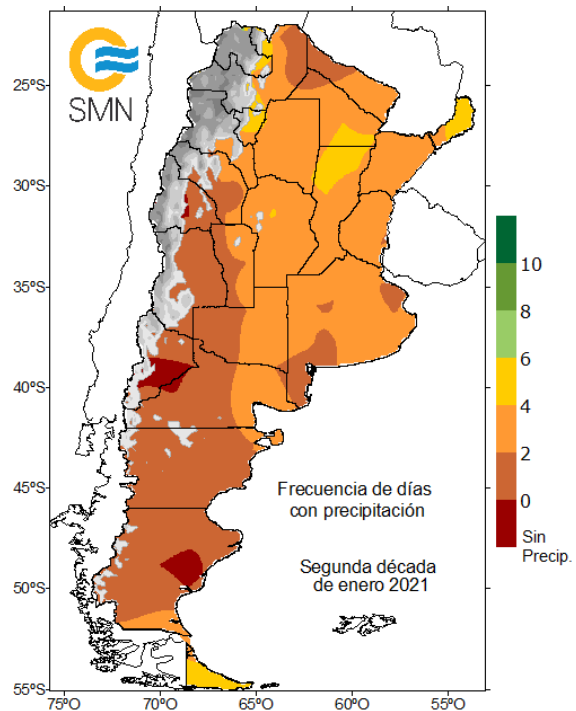 SMN
25°S
30°S
35°S
40°S
45°S
50°S
55°S
75°O
70°O
65°O
60°O
55°O
Frecuencia de días
con precipitación
Segunda década
de enero 2021
10
8
6
4
2
0
Sin
Precip.